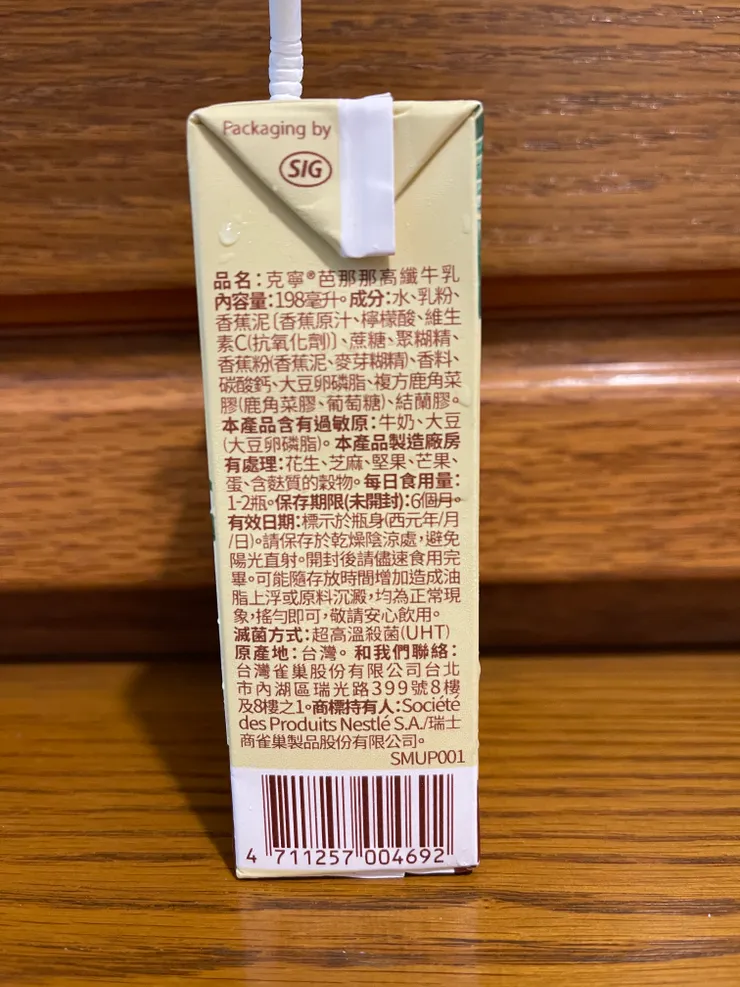 Packaging by
SIG
品名:克寧®芭那那高纖牛乳
內容量:198毫升。成分:水、乳粉、
香蕉泥〔香蕉原汁、檸檬酸、維生
素C(抗氧化劑)〕、蔗糖、聚糊精、
香蕉粉(香蕉泥、麥芽糊精)、香料、
碳酸鈣、大豆卵磷脂、複方鹿角菜
膠(鹿角菜膠、葡萄糖)、結蘭膠。
本產品含有過敏原:牛奶、大豆
(大豆卵磷脂)。本產品製造廠房
有處理:花生、芝麻、堅果、芒果、
蛋、含麩質的穀物。每日食用量:
1-2瓶。保存期限(未開封):6個月。
有效日期:標示於瓶身(西元年/月
/日)。請保存於乾燥陰涼處,避免
陽光直射。開封後請儘速食用完
畢。可能隨存放時間增加造成油
脂上浮或原料沉澱,均為正常現
象,搖勻即可,敬請安心飲用。
滅菌方式:超高溫殺菌(UHT)
原產地:台灣。和我們聯絡:
台灣雀巢股份有限公司台北
市內湖區瑞光路399號8樓
及8樓之1。商標持有人:Société
des Produits Nestlé S.A./瑞士
商雀巢製品股份有限公司。
SMUP001
4 711257 004692